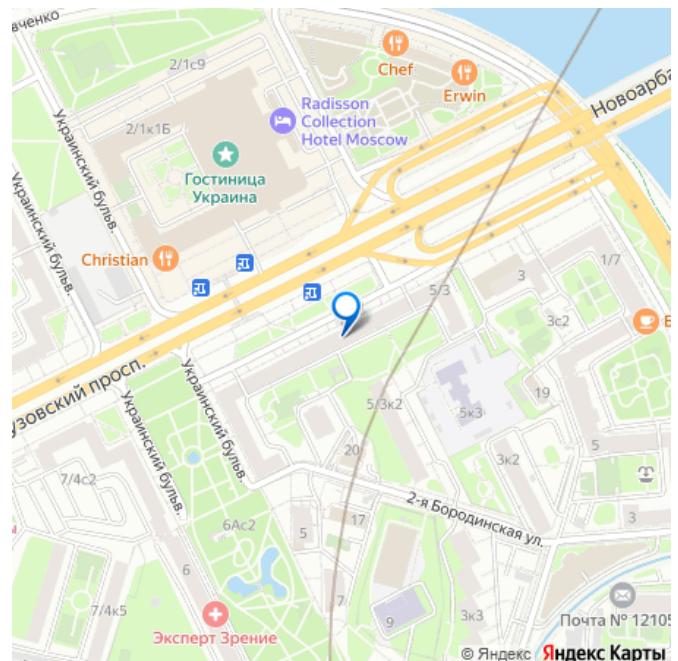 вченко
2/1с9
Chef
Erwin
Новоарба
Radisson
Collection
Hotel Moscow
2/1к1Б
Украинский бульв.
Гостиница
Украина
Украинский бульв.
Christian
3
1/7
5/3
3с2
Б
узовский просп.
Украинский бульв.
Украинский бульв.
19
5/3к2
5к3
20
3к2
5
7/4с2
2-я Бородинская ул.
17
3
6Ас2
5
6
7
7/4к5
9
3к3
Эксперт Зрение
Почта № 12105
© Яндекс Яндекс Карты